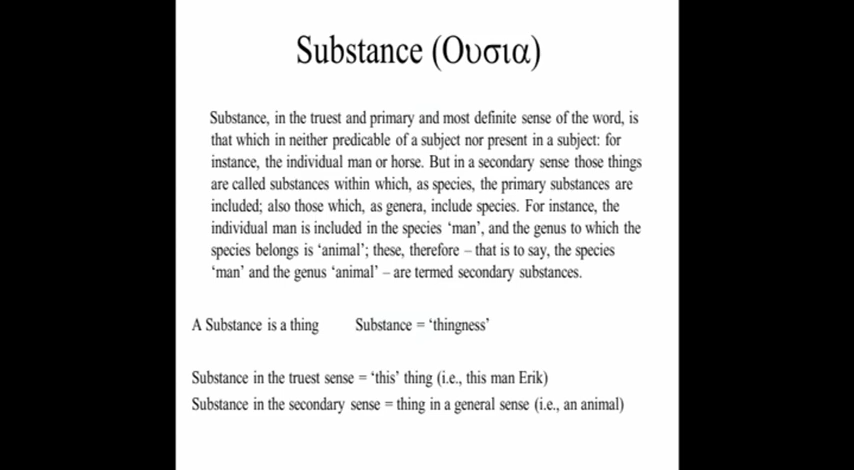 Substance (Ουσια)
Substance, in the truest and primary and most definite sense of the word, is
that which in neither predicable of a subject nor present in a subject: for
instance, the individual man or horse. But in a secondary sense those things
are called substances within which, as species, the primary substances are
included; also those which, as genera, include species. For instance, the
individual man is included in the species ‘man’, and the genus to which the
species belongs is ‘animal’; these, therefore – that is to say, the species
‘man’ and the genus ‘animal’ – are termed secondary substances.
A Substance is a thing Substance = ‘thingness’
Substance in the truest sense = ‘this’ thing (i.e., this man Erik)
Substance in the secondary sense = thing in a general sense (i.e., an animal)